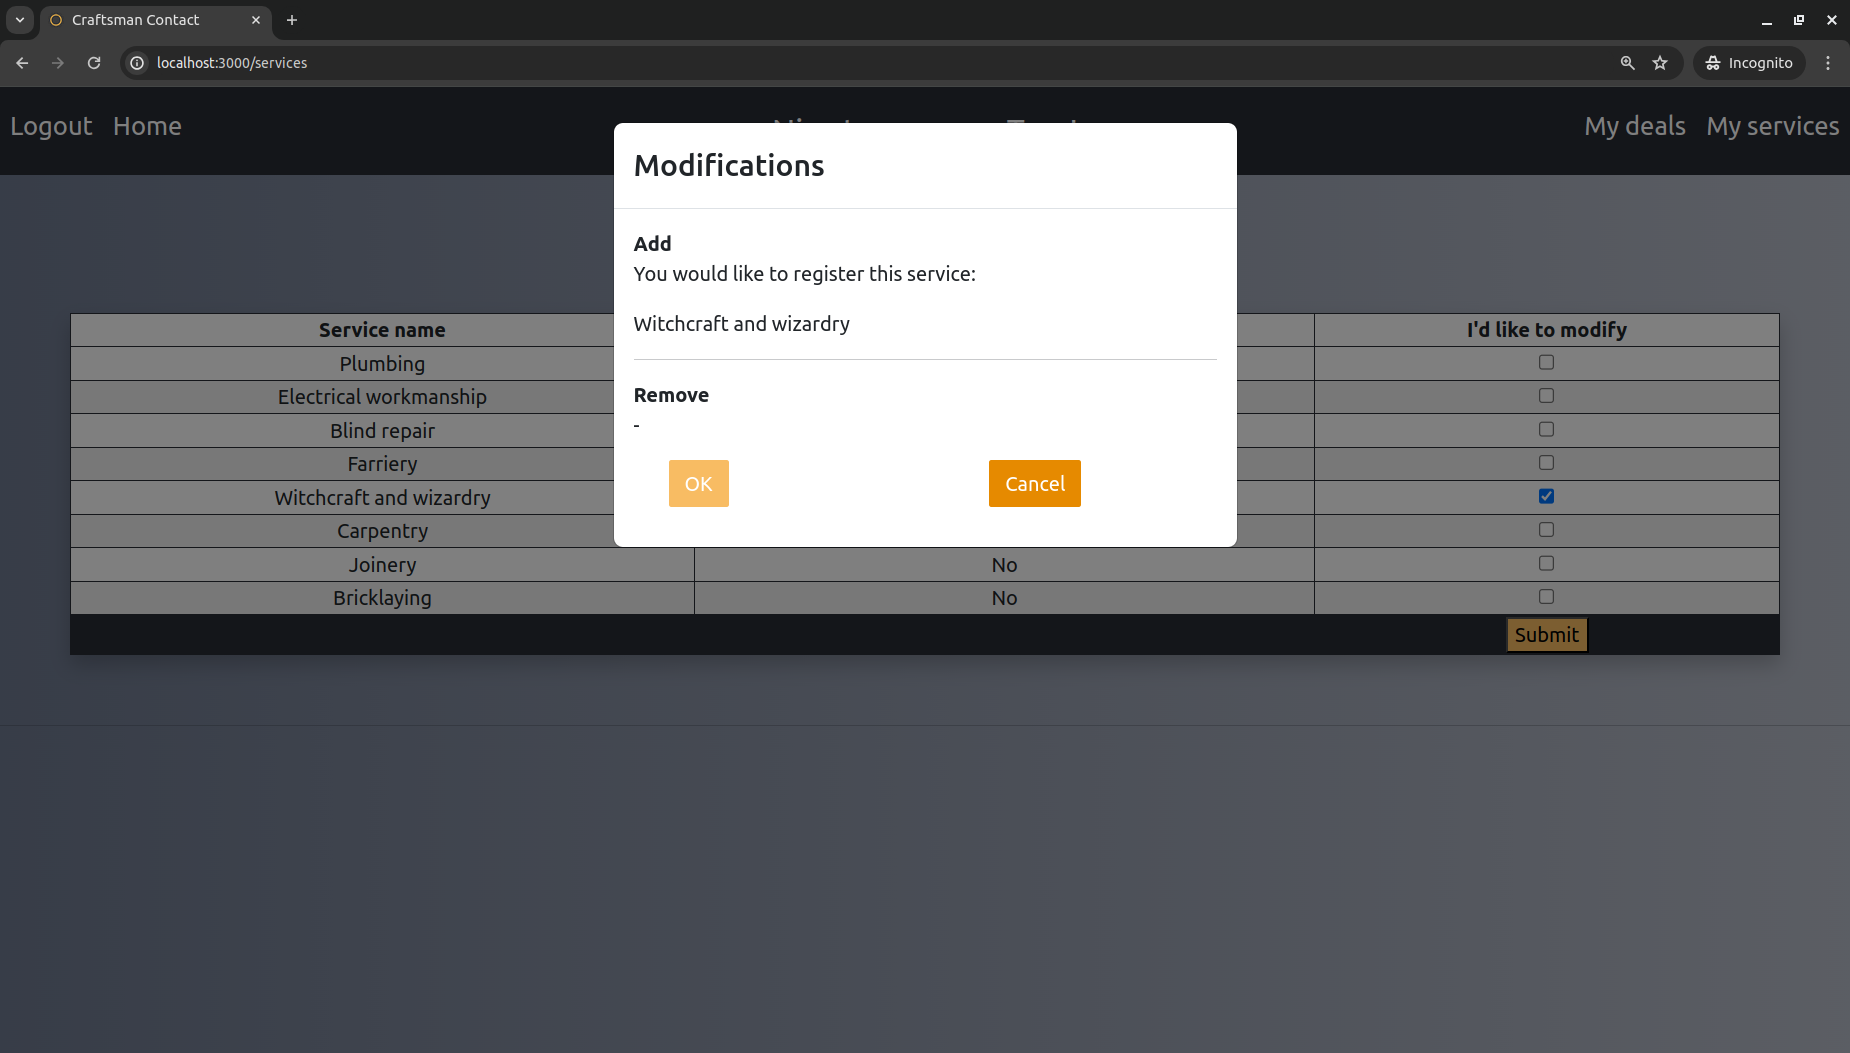 Craftsman Contact
localhost:3000/services
Incognito
Logout Home
My deals My services
Modifications
Add
You would like to register this service:
Witchcraft and wizardry
Remove
-
OK Cancel
Service name I'd like to modify
Plumbing
Electrical workmanship
Blind repair
Farriery
Witchcraft and wizardry
Carpentry
Joinery No
Bricklaying No
Submit